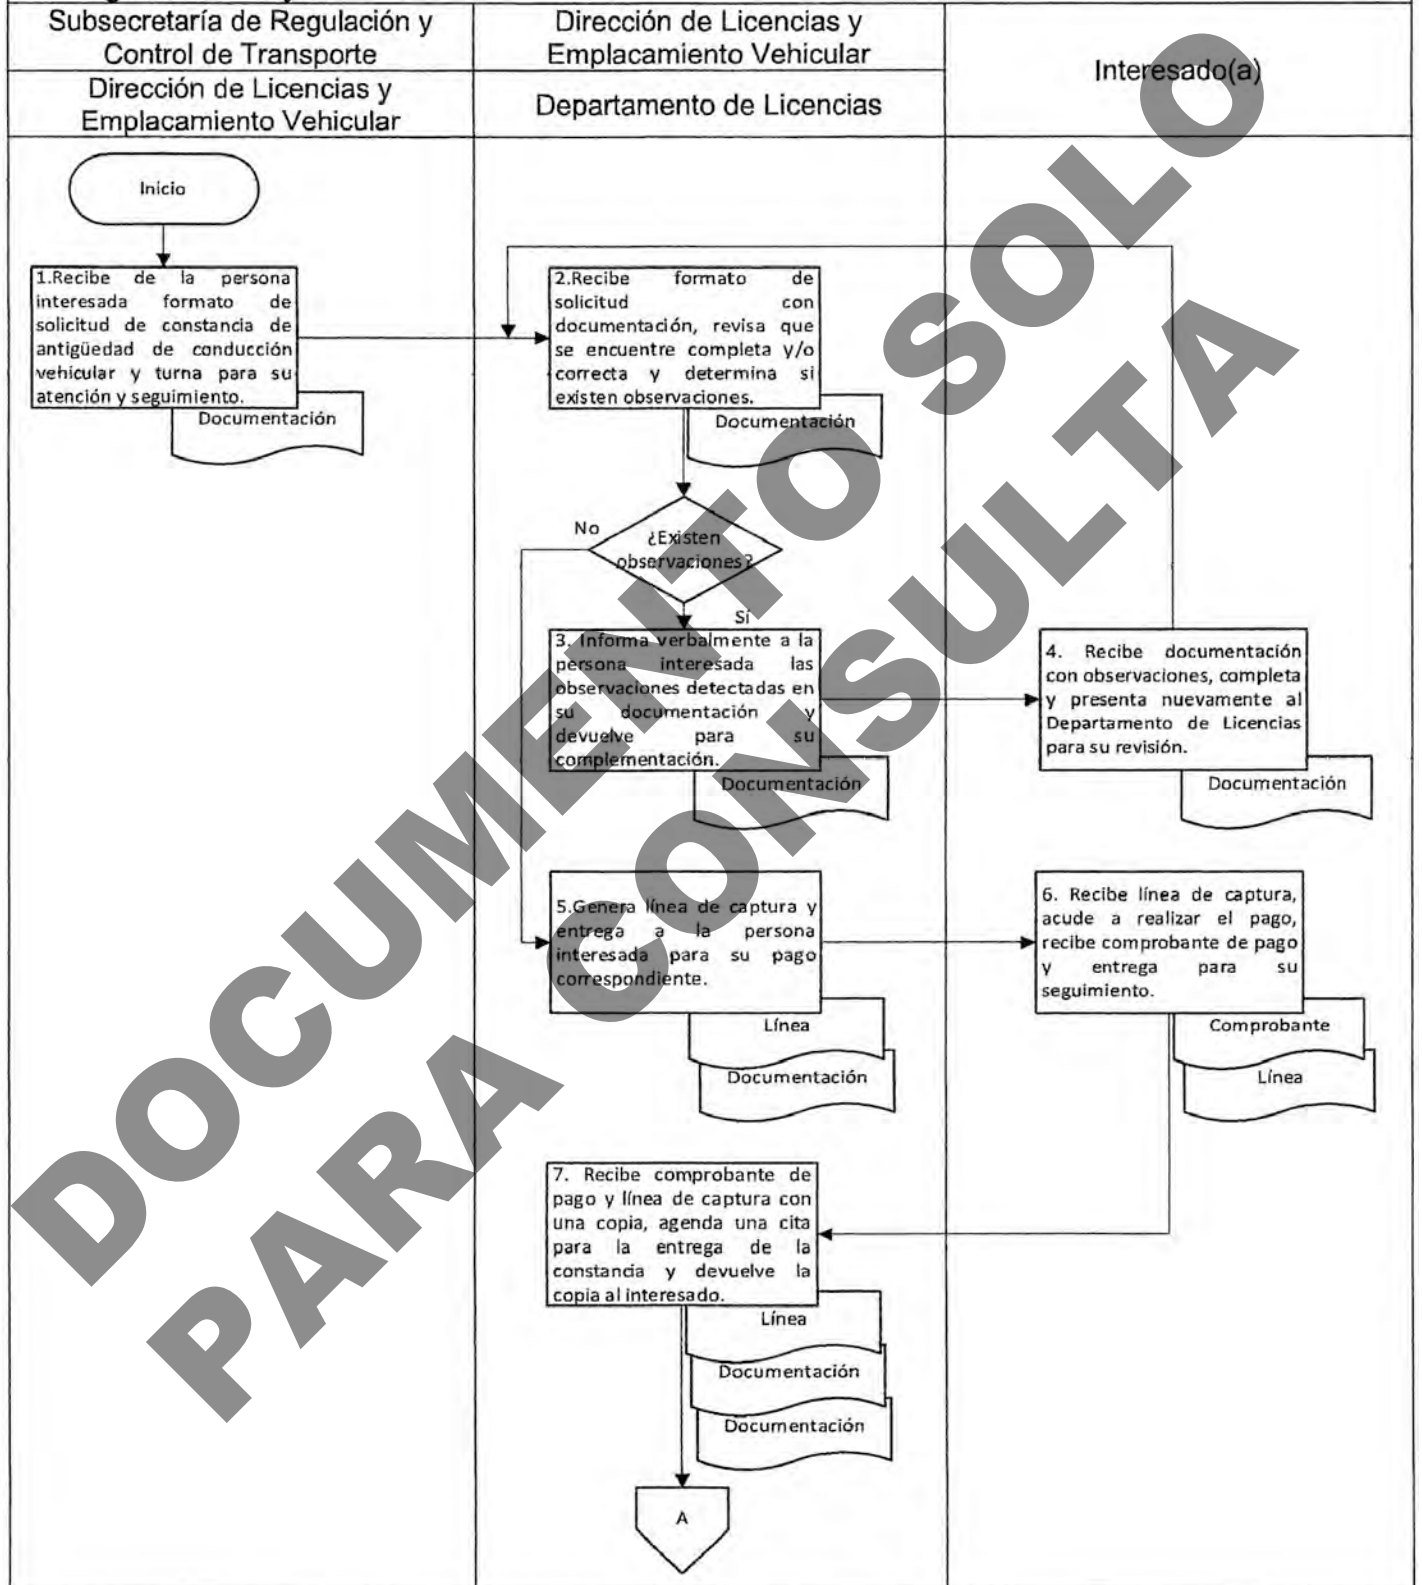 Subsecretaría de Regulación y
Control de Transporte
Dirección de Licencias y
Emplacamiento Vehicular
Dirección de Licencias y
Emplacamiento Vehicular
Departamento de Licencias
Interesado(a)
Inicio
1.Recibe de la persona
interesada formato de
solicitud de constancia de
antigüedad de conducción
vehicular y turna para su
atención y seguimiento.
Documentación
2.Recibe formato de
solicitud con
documentación, revisa que
se encuentre completa y/o
correcta y determina si
existen observaciones.
Documentación
¿Existen
observaciones?
No
Sí
3. Informa verbalmente a la
persona interesada las
observaciones detectadas en
su documentación y
devuelve para su
complementación.
Documentación
4. Recibe documentación
con observaciones, completa
y presenta nuevamente al
Departamento de Licencias
para su revisión.
Documentación
5.Genera línea de captura y
entrega a la persona
interesada para su pago
correspondiente.
Línea
Documentación
6. Recibe línea de captura,
acude a realizar el pago,
recibe comprobante de pago
y entrega para su
seguimiento.
Comprobante
Línea
7. Recibe comprobante de
pago y línea de captura con
una copia, agenda una cita
para la entrega de la
constancia y devuelve la
copia al interesado.
Línea
Documentación
Documentación
A
DOCUMENTO SOLO
PARA CONSULTA